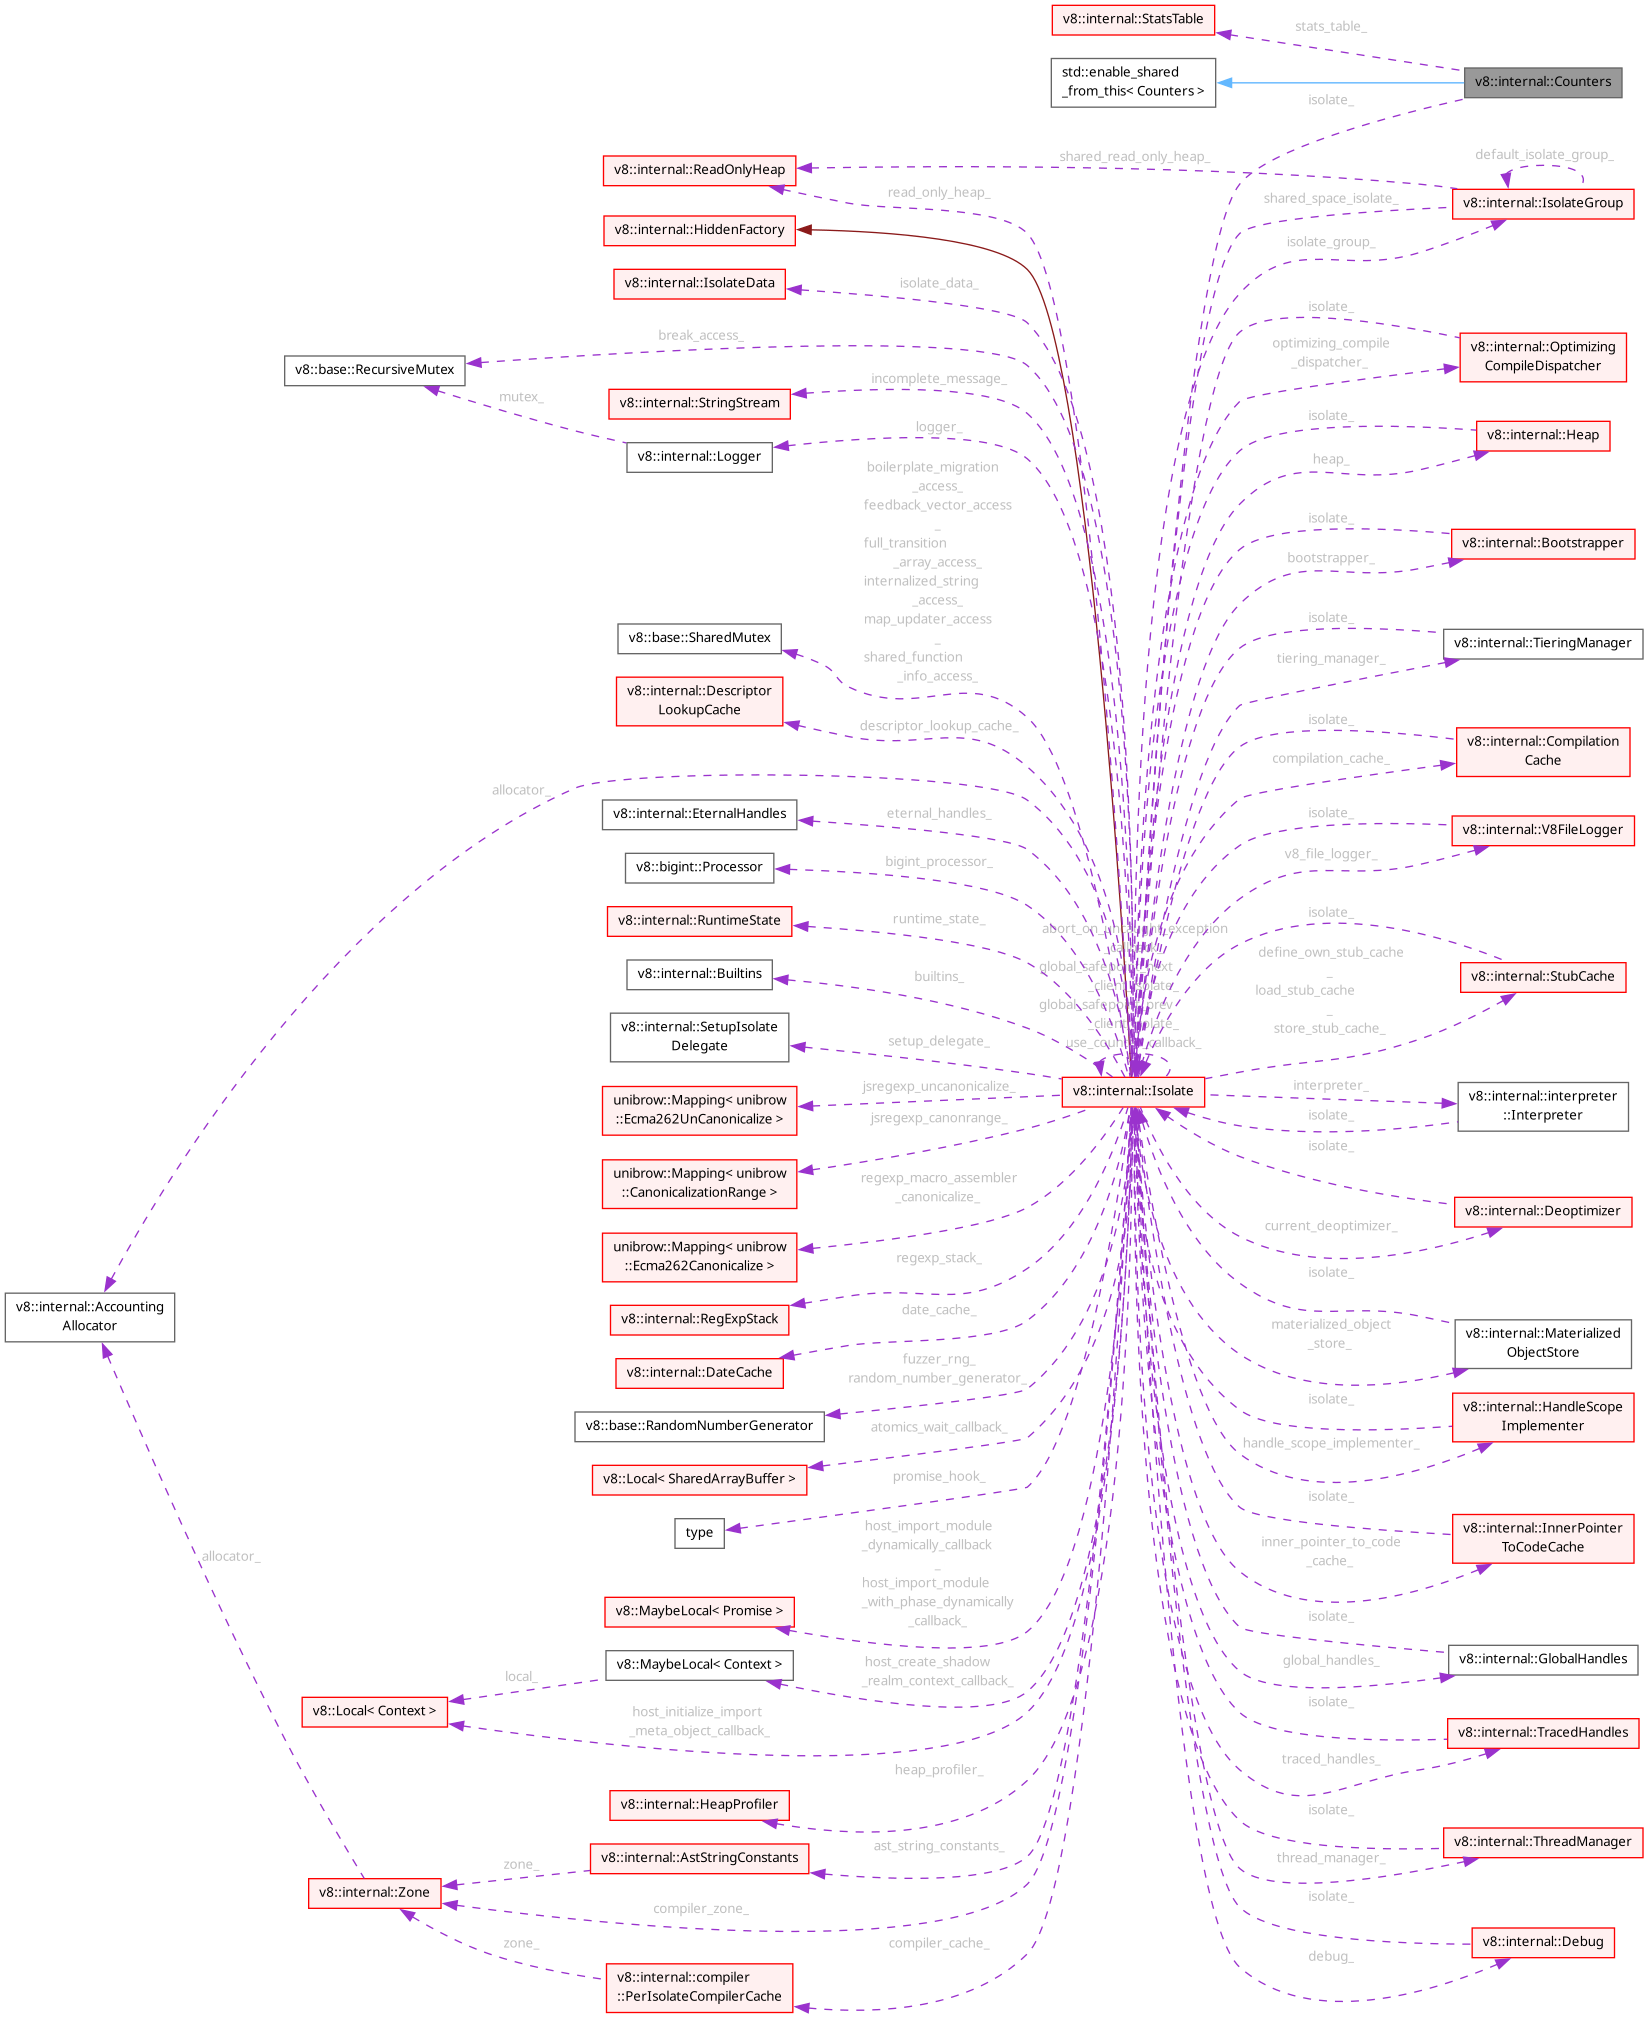 v8::internal::StatsTable
stats_table_
std::enable_shared
_from_this< Counters >
v8::internal::Counters
isolate_
v8::internal::ReadOnlyHeap
shared_read_only_heap_
default_isolate_group_
read_only_heap_
shared_space_isolate_
v8::internal::IsolateGroup
v8::internal::HiddenFactory
isolate_group_
v8::internal::IsolateData
isolate_data_
isolate_
break_access_
v8::base::RecursiveMutex
optimizing_compile
_dispatcher_
v8::internal::Optimizing
CompileDispatcher
incomplete_message_
v8::internal::StringStream
mutex_
isolate_
logger_
v8::internal::Logger
v8::internal::Heap
heap_
boilerplate_migration
_access_
feedback_vector_access
_
full_transition
_array_access_
internalized_string
_access_
map_updater_access
_
shared_function
_info_access_
isolate_
v8::internal::Bootstrapper
bootstrapper_
v8::base::SharedMutex
isolate_
v8::internal::TieringManager
tiering_manager_
v8::internal::Descriptor
LookupCache
descriptor_lookup_cache_
isolate_
v8::internal::Compilation
Cache
compilation_cache_
allocator_
v8::internal::EternalHandles
eternal_handles_
isolate_
v8::internal::V8FileLogger
v8_file_logger_
v8::bigint::Processor
bigint_processor_
v8::internal::RuntimeState
runtime_state_
isolate_
abort_on_uncaught_exception
_callback_
global_safepoint_next
_client_isolate_
global_safepoint_prev
_client_isolate_
use_counter_callback_
v8::internal::Builtins
builtins_
define_own_stub_cache
_
load_stub_cache
_
store_stub_cache_
v8::internal::StubCache
v8::internal::SetupIsolate
Delegate
setup_delegate_
v8::internal::Isolate
unibrow::Mapping< unibrow
::Ecma262UnCanonicalize >
jsregexp_uncanonicalize_
interpreter_
v8::internal::interpreter
::Interpreter
isolate_
jsregexp_canonrange_
unibrow::Mapping< unibrow
::CanonicalizationRange >
isolate_
regexp_macro_assembler
_canonicalize_
v8::internal::Deoptimizer
current_deoptimizer_
unibrow::Mapping< unibrow
::Ecma262Canonicalize >
regexp_stack_
isolate_
v8::internal::Accounting
Allocator
v8::internal::RegExpStack
date_cache_
materialized_object
_store_
v8::internal::Materialized
ObjectStore
v8::internal::DateCache
fuzzer_rng_
random_number_generator_
isolate_
v8::internal::HandleScope
Implementer
v8::base::RandomNumberGenerator
atomics_wait_callback_
handle_scope_implementer_
v8::Local< SharedArrayBuffer >
promise_hook_
isolate_
type
v8::internal::InnerPointer
ToCodeCache
inner_pointer_to_code
_cache_
allocator_
host_import_module
_dynamically_callback
_
host_import_module
_with_phase_dynamically
_callback_
v8::MaybeLocal< Promise >
isolate_
v8::MaybeLocal< Context >
host_create_shadow
_realm_context_callback_
global_handles_
v8::internal::GlobalHandles
local_
v8::Local< Context >
host_initialize_import
_meta_object_callback_
isolate_
v8::internal::TracedHandles
traced_handles_
heap_profiler_
v8::internal::HeapProfiler
isolate_
v8::internal::ThreadManager
thread_manager_
ast_string_constants_
v8::internal::AstStringConstants
zone_
v8::internal::Zone
compiler_zone_
isolate_
zone_
compiler_cache_
v8::internal::Debug
debug_
v8::internal::compiler
::PerIsolateCompilerCache